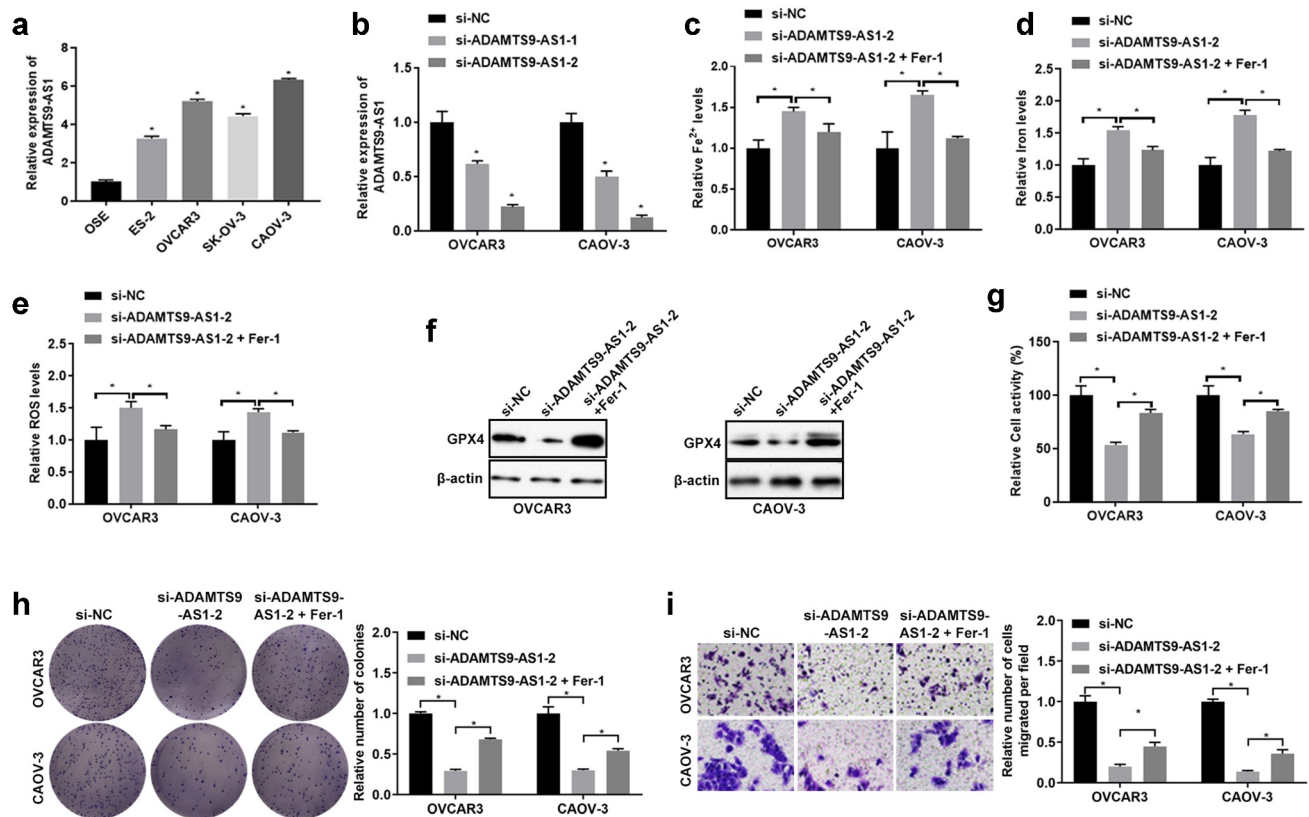 a
Relative expression of
ADAMTS9-AS1
8
6
4
2
0
OSE
ES-2
OVCAR3
SK-OV-3
CAOV-3
*
*
*
*
b
si-NC
si-ADAMTS9-AS1-1
si-ADAMTS9-AS1-2
Relative expression of
ADAMTS9-AS1
1.5
1.0
0.5
0.0
*
*
*
*
OVCAR3
CAOV-3
c
si-NC
si-ADAMTS9-AS1-2
si-ADAMTS9-AS1-2 + Fer-1
Relative Fe²⁺ levels
2.0
1.5
1.0
0.5
0.0
*
*
*
*
OVCAR3
CAOV-3
d
si-NC
si-ADAMTS9-AS1-2
si-ADAMTS9-AS1-2 + Fer-1
Relative Iron levels
2.5
2.0
1.5
1.0
0.5
0.0
*
*
*
*
OVCAR3
CAOV-3
e
si-NC
si-ADAMTS9-AS1-2
si-ADAMTS9-AS1-2 + Fer-1
Relative ROS levels
2.5
2.0
1.5
1.0
0.5
0.0
*
*
*
*
OVCAR3
CAOV-3
f
si-NC
si-ADAMTS9-AS1-2
si-ADAMTS9-AS1-2
+Fer-1
GPX4
β-actin
OVCAR3
si-NC
si-ADAMTS9-AS1-2
si-ADAMTS9-AS1-2
+Fer-1
GPX4
β-actin
CAOV-3
g
si-NC
si-ADAMTS9-AS1-2
si-ADAMTS9-AS1-2 + Fer-1
Relative Cell activity (%)
150
100
50
0
*
*
*
*
OVCAR3
CAOV-3
h
si-NC
si-ADAMTS9
-AS1-2
si-ADAMTS9-
AS1-2 + Fer-1
OVCAR3
CAOV-3
Relative number of colonies
2.0
1.5
1.0
0.5
0.0
si-NC
si-ADAMTS9-AS1-2
si-ADAMTS9-AS1-2 + Fer-1
*
*
*
*
OVCAR3
CAOV-3
i
si-NC
si-ADAMTS9
-AS1-2
si-ADAMTS9-
AS1-2 + Fer-1
OVCAR3
CAOV-3
Relative number of cells
migrated per field
2.0
1.5
1.0
0.5
0.0
si-NC
si-ADAMTS9-AS1-2
si-ADAMTS9-AS1-2 + Fer-1
*
*
*
*
OVCAR3
CAOV-3